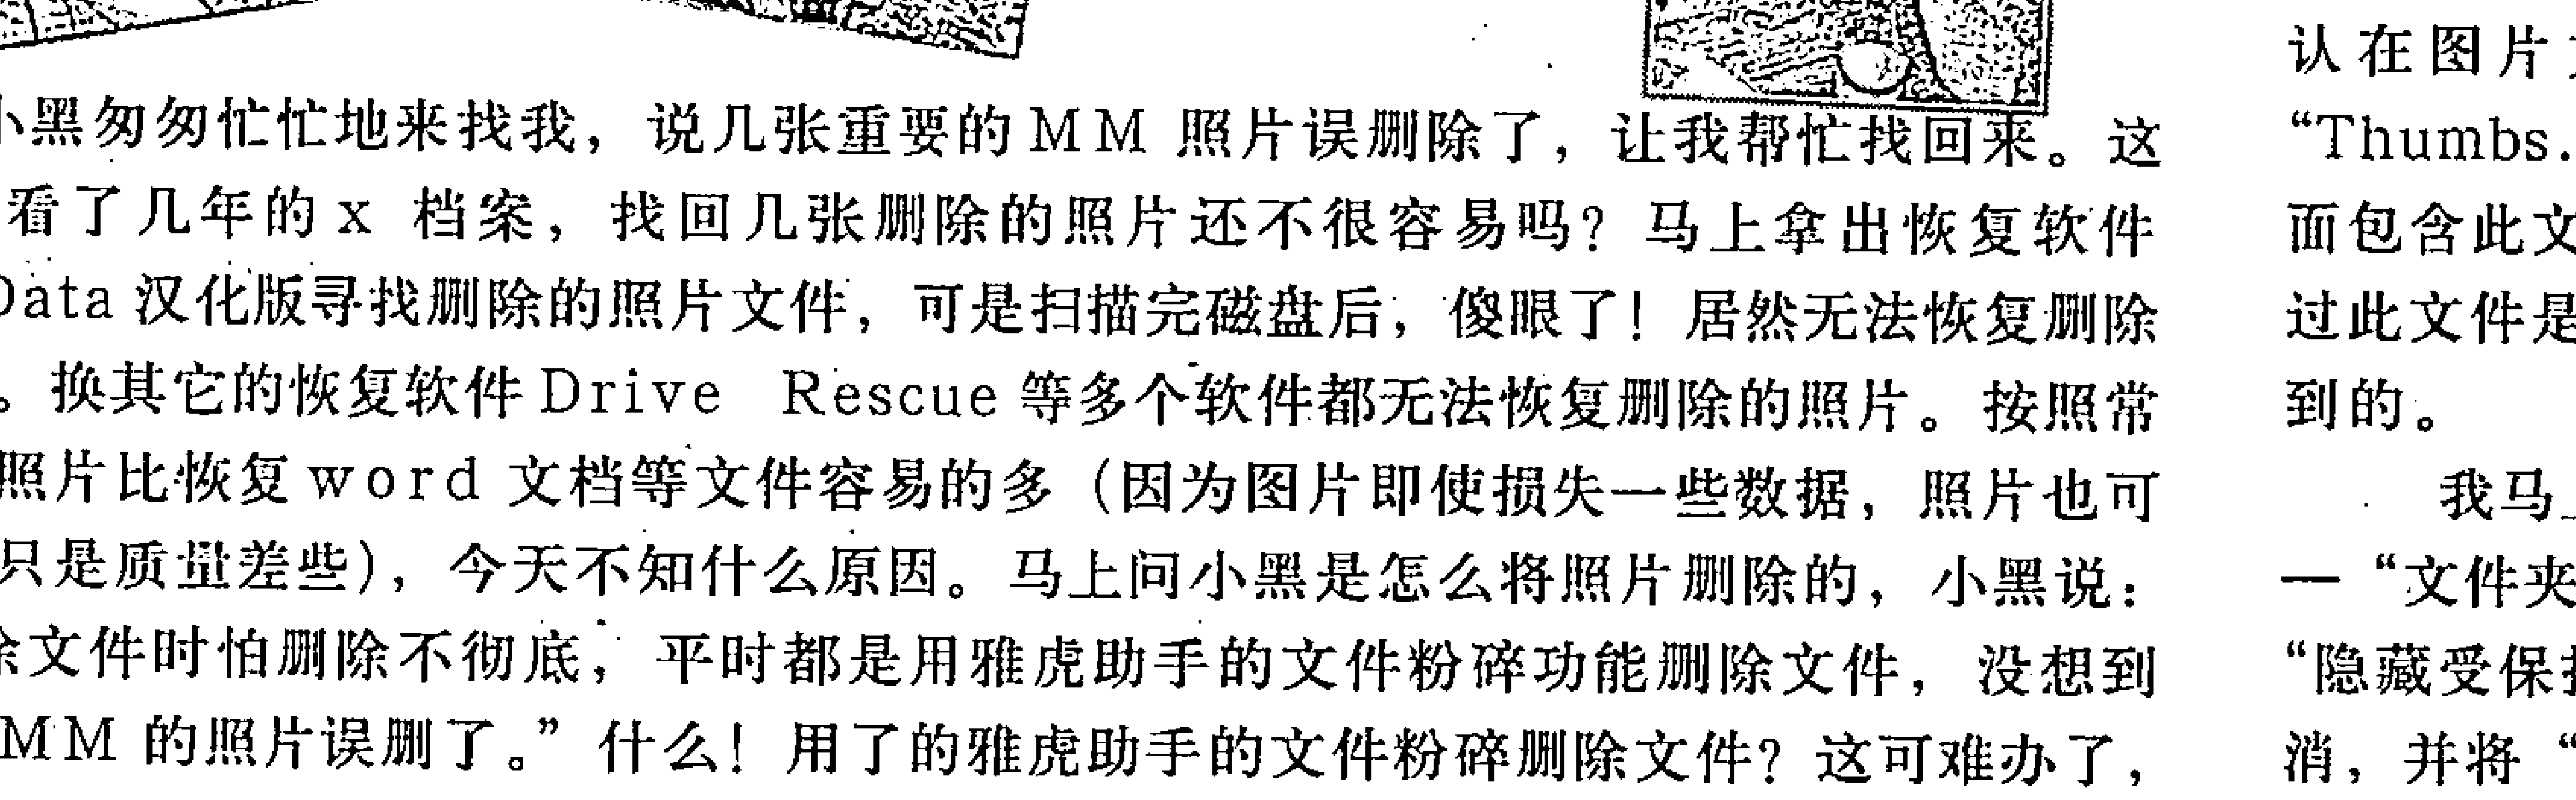 小黑匆匆忙忙地来找我，说几张重要的MM 照片误删除了，让我帮忙找回来。这
看了几年的x 档案，找回几张删除的照片还不很容易吗？马上拿出恢复软件
Data 汉化版寻找删除的照片文件，可是扫描完磁盘后，傻眼了！居然无法恢复删除
。换其它的恢复软件Drive Rescue 等多个软件都无法恢复删除的照片。按照常
照片比恢复word 文档等文件容易的多（因为图片即使损失一些数据，照片也可
只是质量差些），今天不知什么原因。马上问小黑是怎么将照片删除的，小黑说：
除文件时怕删除不彻底，平时都是用雅虎助手的文件粉碎功能删除文件，没想到
MM 的照片误删了。”什么！用了的雅虎助手的文件粉碎删除文件？这可难办了，
认在图片
“Thumbs.
面包含此文
过此文件是
到的。
我马
一“文件夹
“隐藏受保护
消，并将“